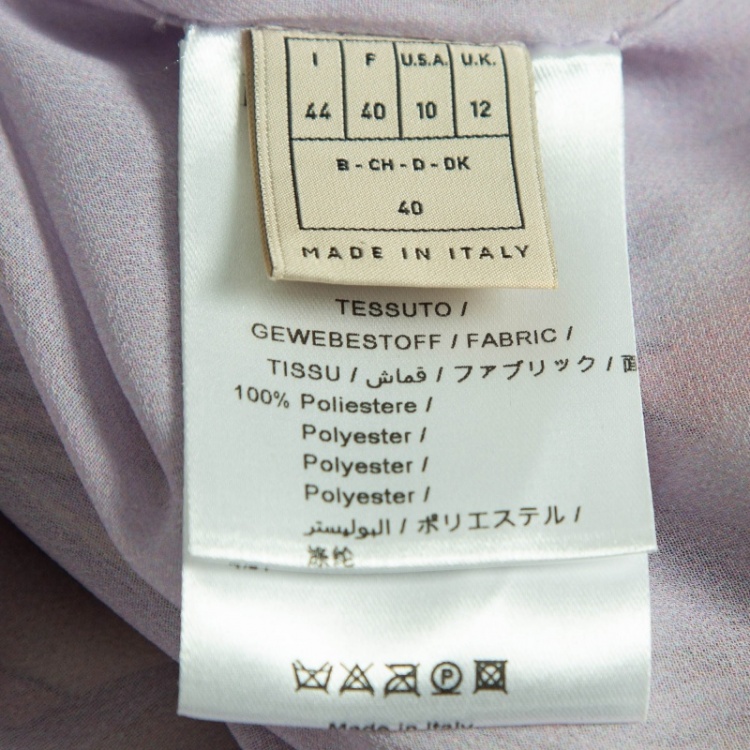 I F U.S.A. U.K.
44 40 10 12
B - CH - D - DK
40
MADE IN ITALY
TESSUTO /
GEWEBESTOFF / FABRIC /
TISSU / قماش / ファブリック / 面
100% Poliestere /
Polyester /
Polyester /
Polyester /
البوليستر / ポリエステル /
涤纶
Made in Italy